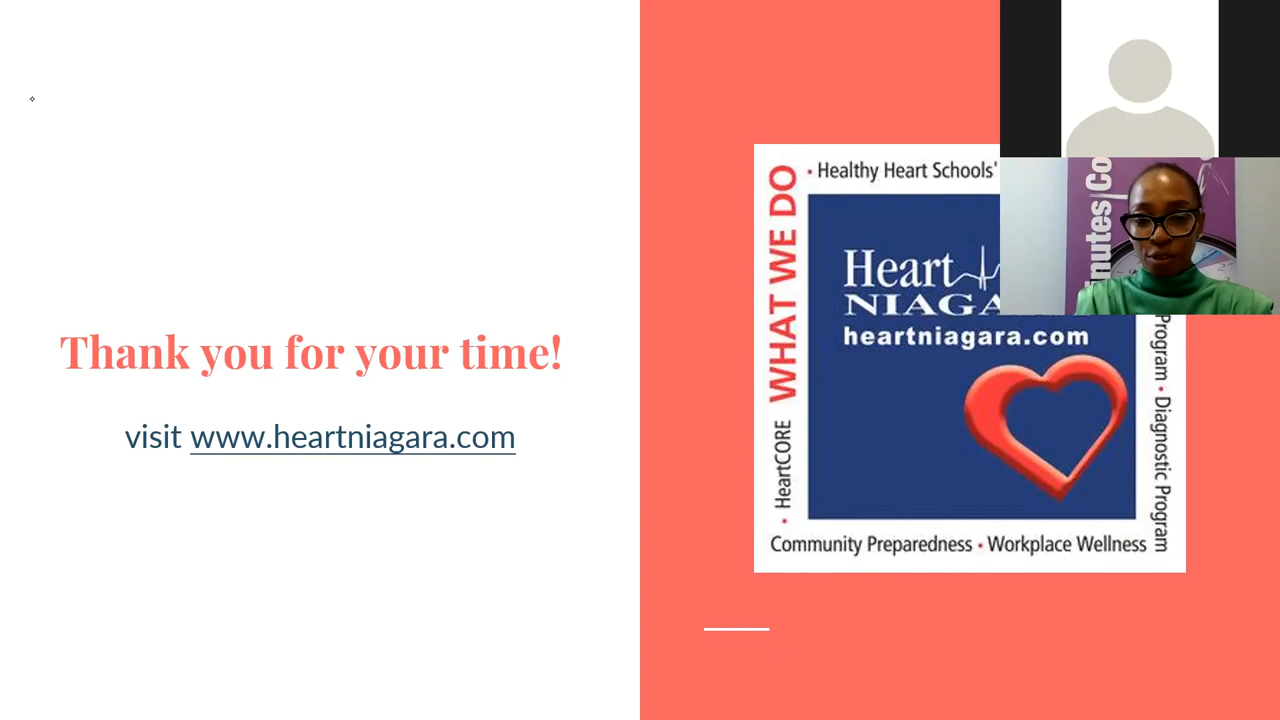 Thank you for your time!
visit www.heartniagara.com
WHAT WE DO
• Healthy Heart Schools'
Heart
heartniagara.com
Program • Diagnostic Program
• HeartCORE
Community Preparedness • Workplace Wellness